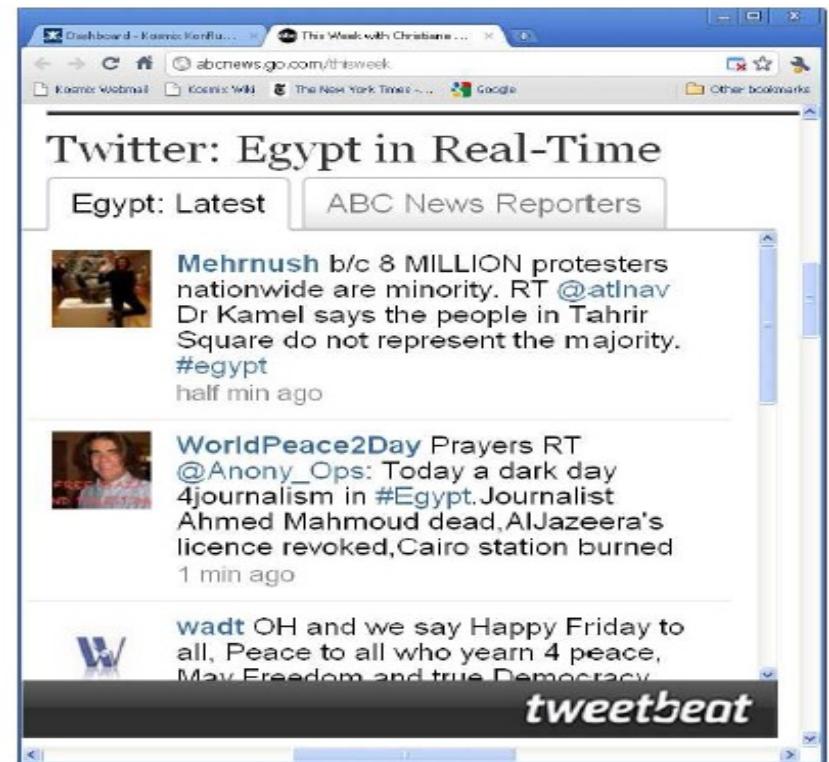 Dashboard - Kosmix Konflu...
This Week with Christiane ...
abcnews.go.com/thisweek
Kosmix Webmail
Kosmix Wiki
The New York Times - ...
Google
Other bookmarks
Twitter: Egypt in Real-Time
Egypt: Latest
ABC News Reporters
Mehrnush b/c 8 MILLION protesters
nationwide are minority. RT @atlnav
Dr Kamel says the people in Tahrir
Square do not represent the majority.
#egypt
half min ago
WorldPeace2Day Prayers RT
@Anony_Ops: Today a dark day
4journalism in #Egypt.Journalist
Ahmed Mahmoud dead,AlJazeera's
licence revoked,Cairo station burned
1 min ago
wadt OH and we say Happy Friday to
all, Peace to all who yearn 4 peace,
May Freedom and true Democracy
tweetbeat